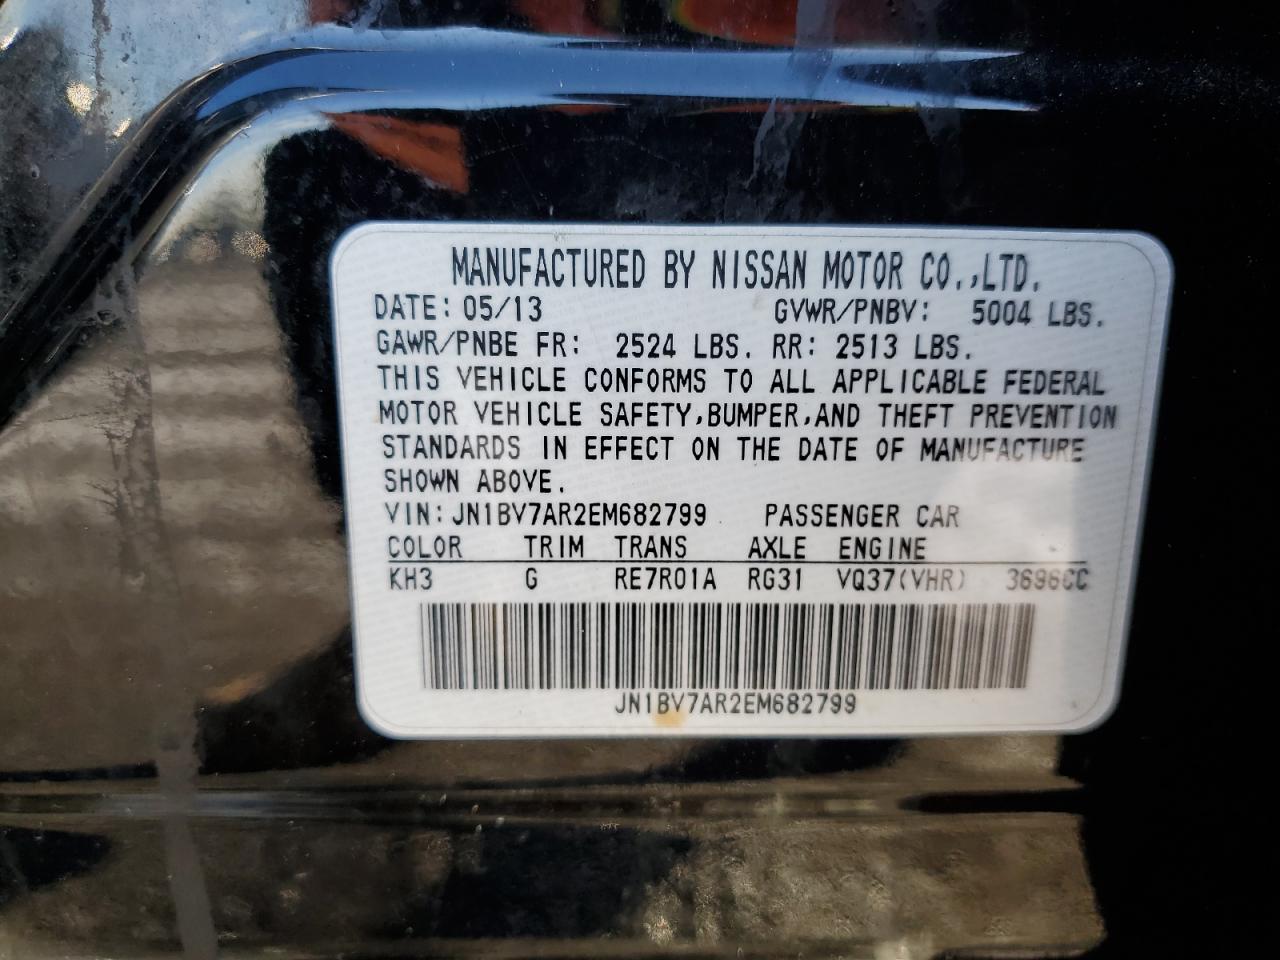 MANUFACTURED BY NISSAN MOTOR CO.,LTD.
DATE: 05/13 GVWR/PNBV: 5004 LBS.
GAWR/PNBE FR: 2524 LBS. RR: 2513 LBS.
THIS VEHICLE CONFORMS TO ALL APPLICABLE FEDERAL
MOTOR VEHICLE SAFETY,BUMPER,AND THEFT PREVENTION
STANDARDS IN EFFECT ON THE DATE OF MANUFACTURE
SHOWN ABOVE.
VIN: JN1BV7AR2EM682799 PASSENGER CAR
COLOR TRIM TRANS AXLE ENGINE
KH3 G RE7R01A RG31 VQ37(VHR) 3696CC
JN1BV7AR2EM682799